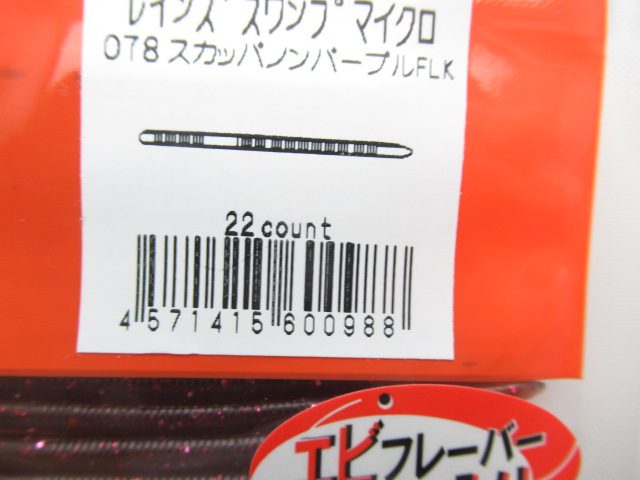 レインズ スワンプ マイクロ
078 スカッパノンパープルFLK
22 count
4 571415 600988
エビフレーバー